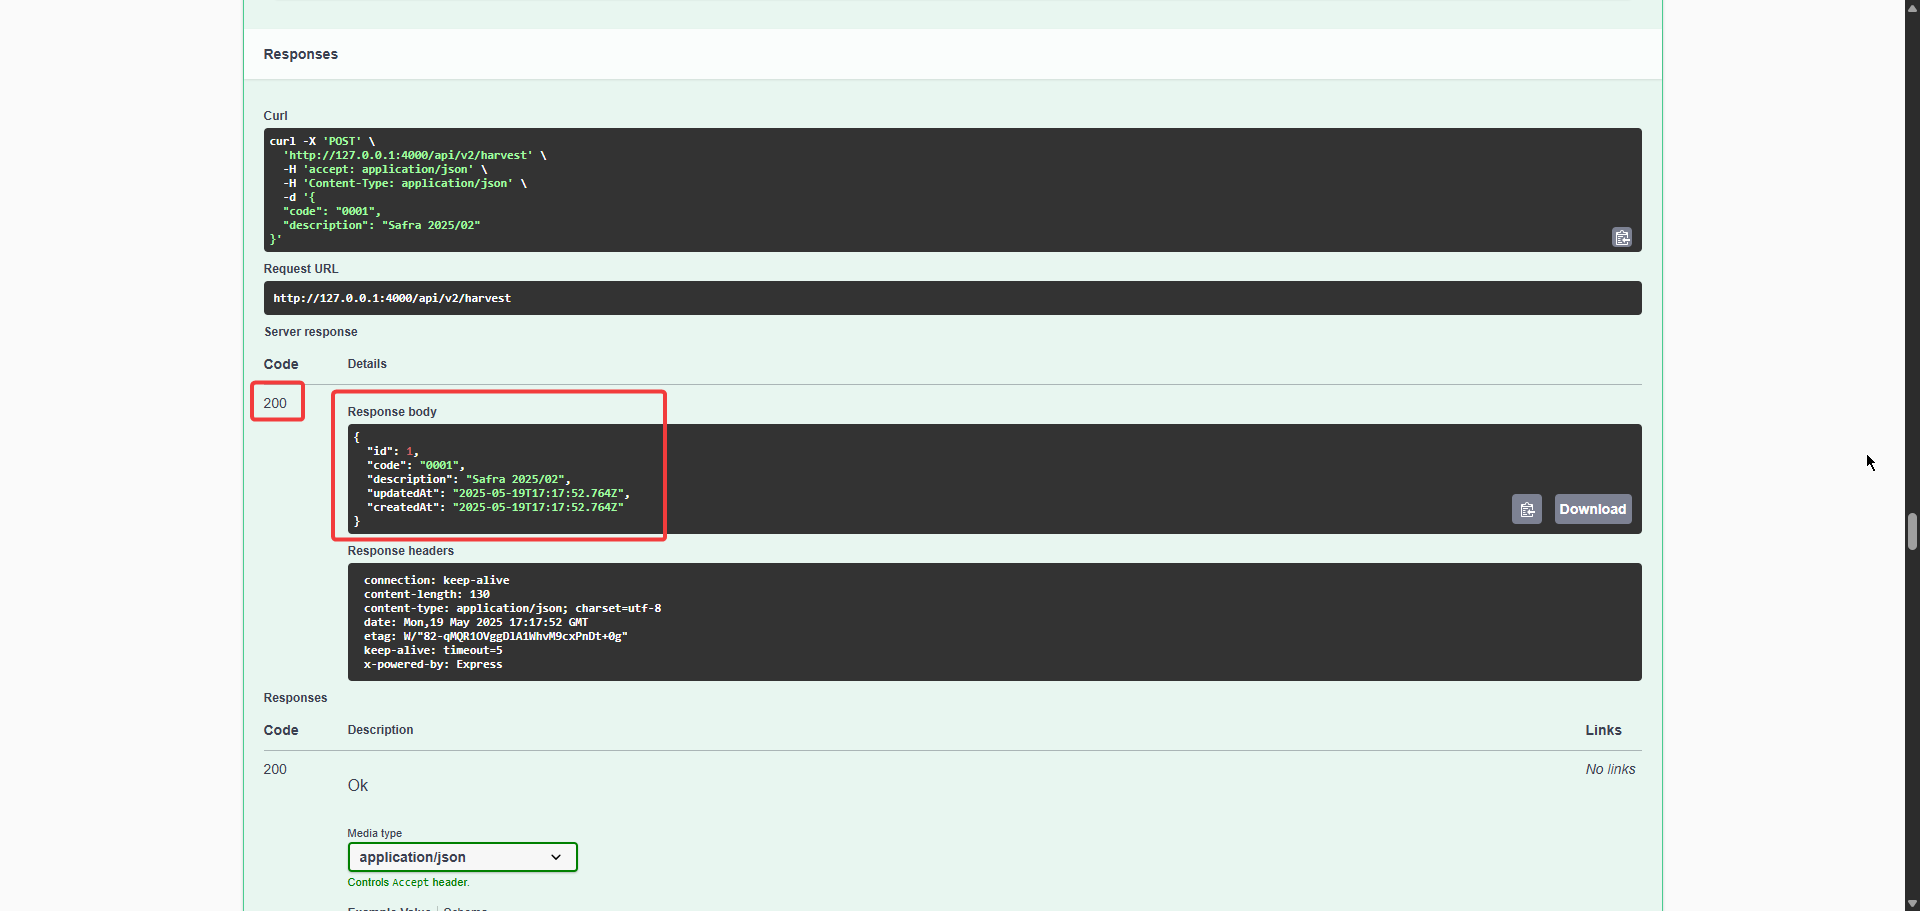 Responses
Curl
curl -X 'POST' \
  'http://127.0.0.1:4000/api/v2/harvest' \
  -H 'accept: application/json' \
  -H 'Content-Type: application/json' \
  -d '{
  "code": "0001",
  "description": "Safra 2025/02"
}'
Request URL
http://127.0.0.1:4000/api/v2/harvest
Server response
Code Details
200
Response body
{
  "id": 1,
  "code": "0001",
  "description": "Safra 2025/02",
  "updatedAt": "2025-05-19T17:17:52.764Z",
  "createdAt": "2025-05-19T17:17:52.764Z"
}
Download
Response headers
connection: keep-alive
content-length: 130
content-type: application/json; charset=utf-8
date: Mon,19 May 2025 17:17:52 GMT
etag: W/"82-qMQR1OVggDlA1WhvM9cxPnDt+0g"
keep-alive: timeout=5
x-powered-by: Express
Responses
Code Description Links
200 No links
Ok
Media type
application/json
Controls Accept header.
Example Value | Schema